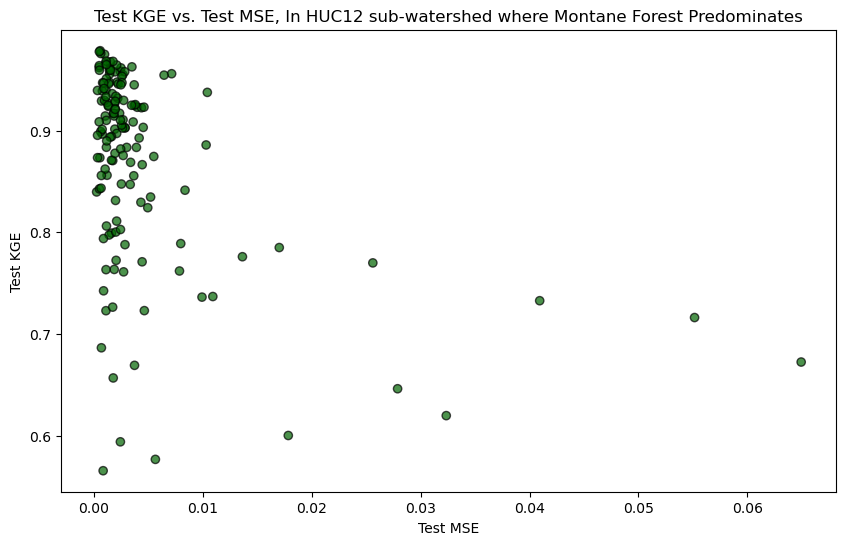 Test KGE vs. Test MSE, In HUC12 sub-watershed where Montane Forest Predominates
Test KGE
0.9
0.8
0.7
0.6
0.00 0.01 0.02 0.03 0.04 0.05 0.06
Test MSE